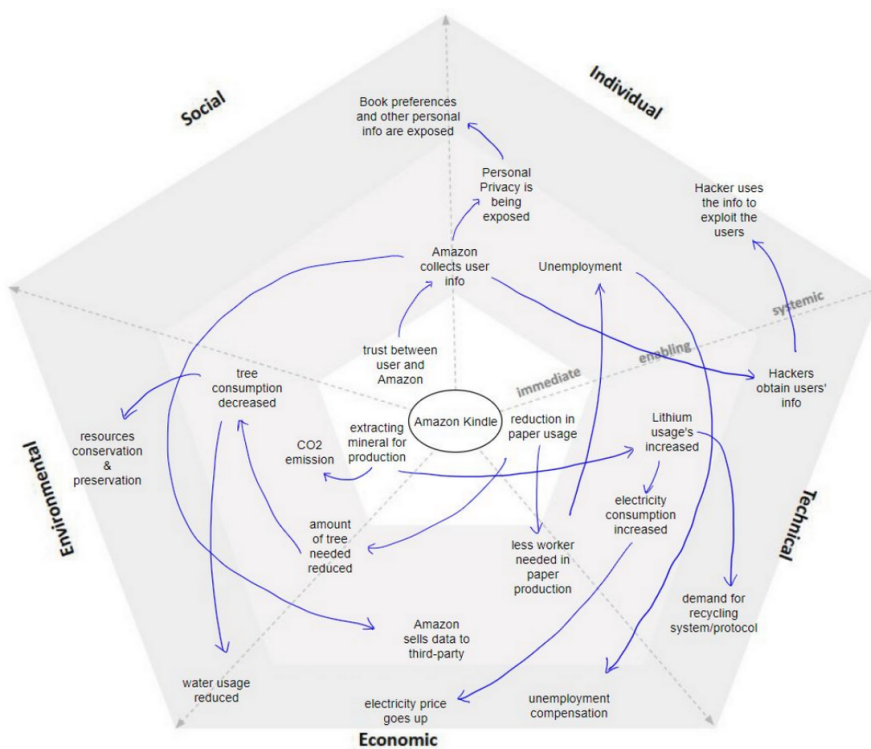 Social
Individual
Book preferences
and other personal
info are exposed
Personal
Privacy is
being
exposed
Hacker uses
the info to
exploit the
users
Amazon
collects user
info
Unemployment
systemic
enabling
immediate
trust between
user and
Amazon
tree
consumption
decreased
Hackers
obtain users'
info
Amazon Kindle
reduction in
paper usage
Lithium
usage's
increased
extracting
mineral for
production
CO2
emission
resources
conservation
&
preservation
Environmental
Technical
electricity
consumption
increased
amount
of tree
needed
reduced
less worker
needed in
paper
production
demand for
recycling
system/protocol
Amazon
sells data to
third-party
water usage
reduced
electricity price
goes up
unemployment
compensation
Economic